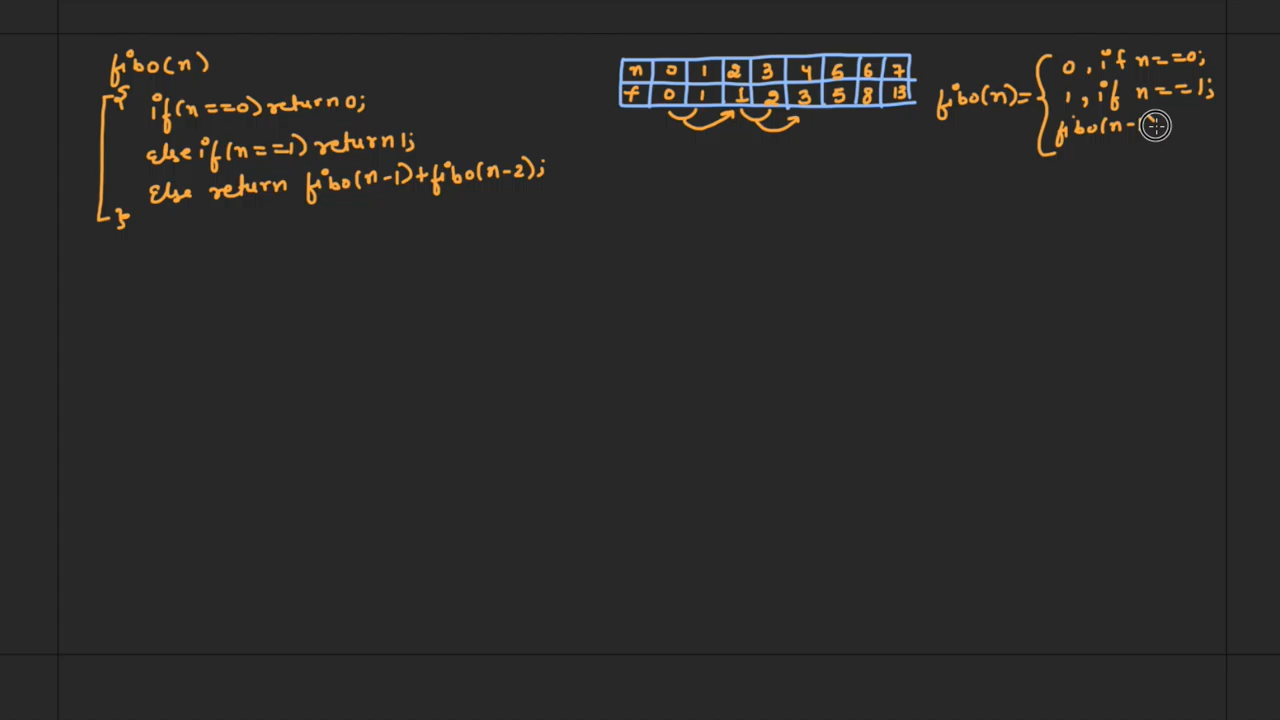 fibo(n)
{
if(n==0) return 0;
Else if(n==1) return 1;
Else return fibo(n-1)+fibo(n-2);
}
n 0 1 2 3 4 5 6 7
f 0 1 1 2 3 5 8 13
fibo(n)={
0, if n==0;
1, if n==1;
fibo(n-